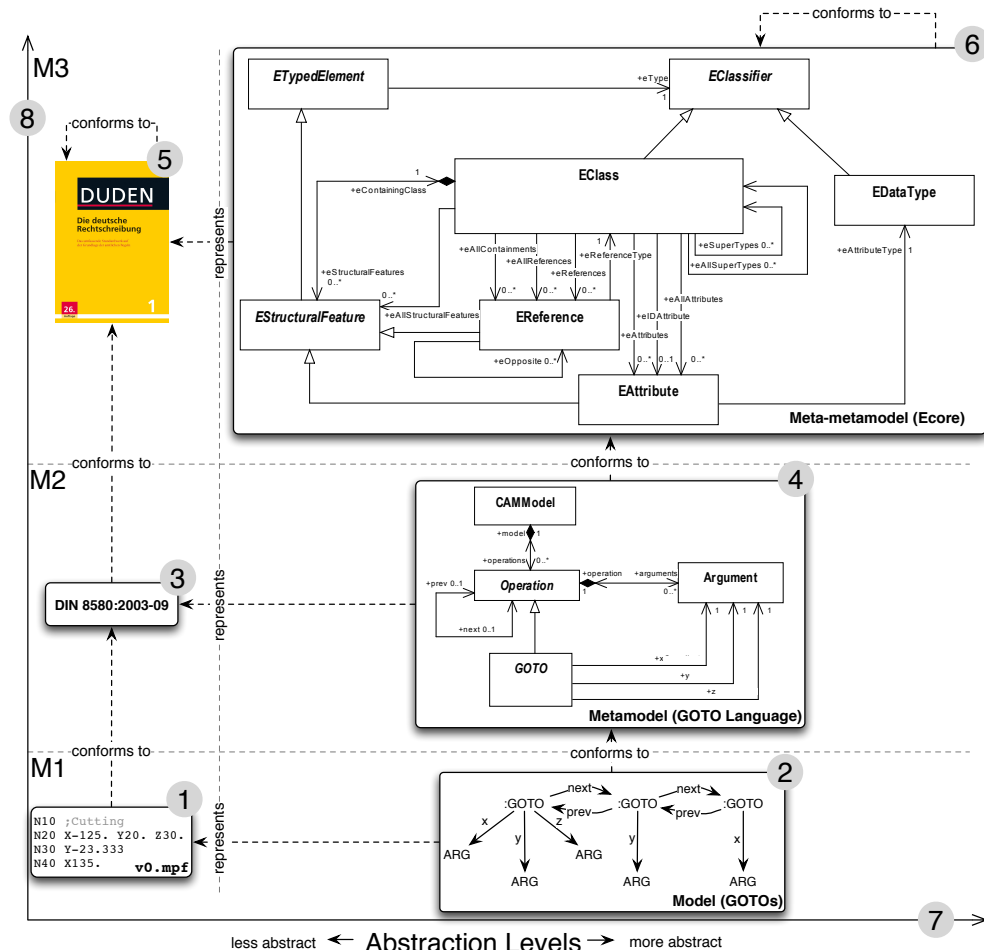 conforms to
6
M3
ETypedElement
+eType
1
EClassifier
8
conforms to
5
DUDEN
Die deutsche
Rechtschreibung
26.
1
represents
1
+eContainingClass
EClass
EDataType
+eSuperTypes 0..*
+eAllSuperTypes 0..*
+eAttributeType
1
+eAllContainments
+eAllReferences
+eReferences
1
+eReferenceType
+eStructuralFeatures
0..*
0..*
0..*
0..*
0..*
+eAllAttributes
+eIDAttribute
+eAttributes
EStructuralFeature
+eAllStructuralFeatures
EReference
+eOpposite 0..*
0..*
0..1
0..*
EAttribute
Meta-metamodel (Ecore)
conforms to
conforms to
M2
4
CAMModel
+model
1
+operations
0..*
3
DIN 8580:2003-09
represents
+prev 0..1
Operation
+operation
1
+arguments
0..*
Argument
1
1
1
+next 0..1
GOTO
+x
+y
+z
Metamodel (GOTO Language)
conforms to
conforms to
M1
2
1
N10 ;Cutting
N20 X-125. Y20. Z30.
N30 Y-23.333
N40 X135.
v0.mpf
represents
next
next
:GOTO
:GOTO
:GOTO
prev
prev
x
y
z
y
x
ARG
ARG
ARG
ARG
ARG
Model (GOTOs)
7
less abstract
Abstraction Levels
more abstract